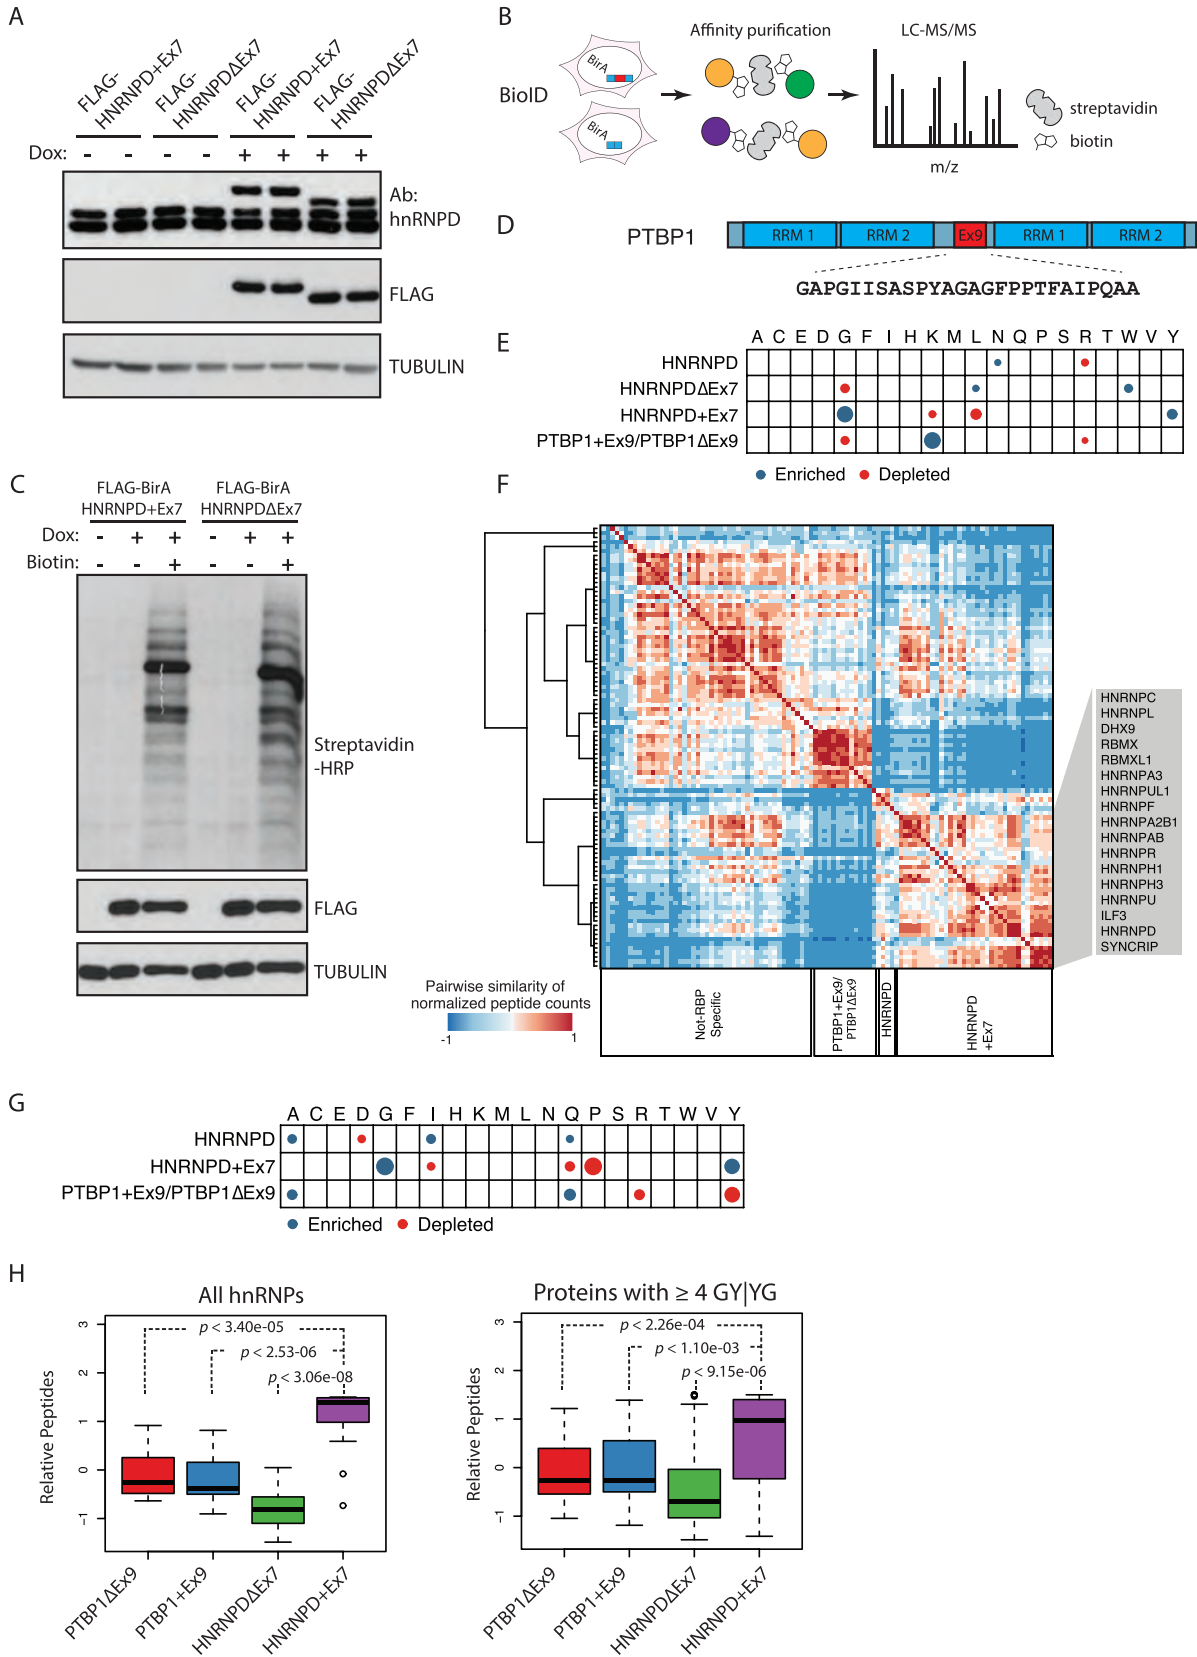 A
FLAG-
HNRNPD+Ex7
FLAG-
HNRNPDΔEx7
FLAG-
HNRNPD+Ex7
FLAG-
HNRNPDΔEx7
Dox: - - - - + + + +
Ab:
hnRNPD
FLAG
TUBULIN
B
Affinity purification
LC-MS/MS
BioID
BirA
BirA
streptavidin
biotin
m/z
D
PTBP1
RRM 1 RRM 2 Ex9 RRM 1 RRM 2
GAPGIISASPYAGAGFPPTFAIPQAA
E
A C E D G F I H K M L N Q P S R T W V Y
HNRNPD
HNRNPDΔEx7
HNRNPD+Ex7
PTBP1+Ex9/PTBP1ΔEx9
Enriched Depleted
C
FLAG-BirA
HNRNPD+Ex7
FLAG-BirA
HNRNPDΔEx7
Dox: - + + - + +
Biotin: - - + - - +
Streptavidin
-HRP
FLAG
TUBULIN
F
HNRNPC
HNRNPL
DHX9
RBMX
RBMXL1
HNRNPA3
HNRNPUL1
HNRNPF
HNRNPA2B1
HNRNPAB
HNRNPR
HNRNPH1
HNRNPH3
HNRNPU
ILF3
HNRNPD
SYNCRIP
Pairwise similarity of
normalized peptide counts
-1 1
Not-RBP
Specific
PTBP1+Ex9/
PTBP1ΔEx9
HNRNPD
HNRNPD
+Ex7
G
A C E D G F I H K M L N Q P S R T W V Y
HNRNPD
HNRNPD+Ex7
PTBP1+Ex9/PTBP1ΔEx9
Enriched Depleted
H
All hnRNPs
Relative Peptides
3
2
1
0
-1
p < 3.40e-05
p < 2.53-06
p < 3.06e-08
PTBP1ΔEx9
PTBP1+Ex9
HNRNPDΔEx7
HNRNPD+Ex7
Proteins with ≥ 4 GY|YG
Relative Peptides
3
2
1
0
-1
p < 2.26e-04
p < 1.10e-03
p < 9.15e-06
PTBP1ΔEx9
PTBP1+Ex9
HNRNPDΔEx7
HNRNPD+Ex7